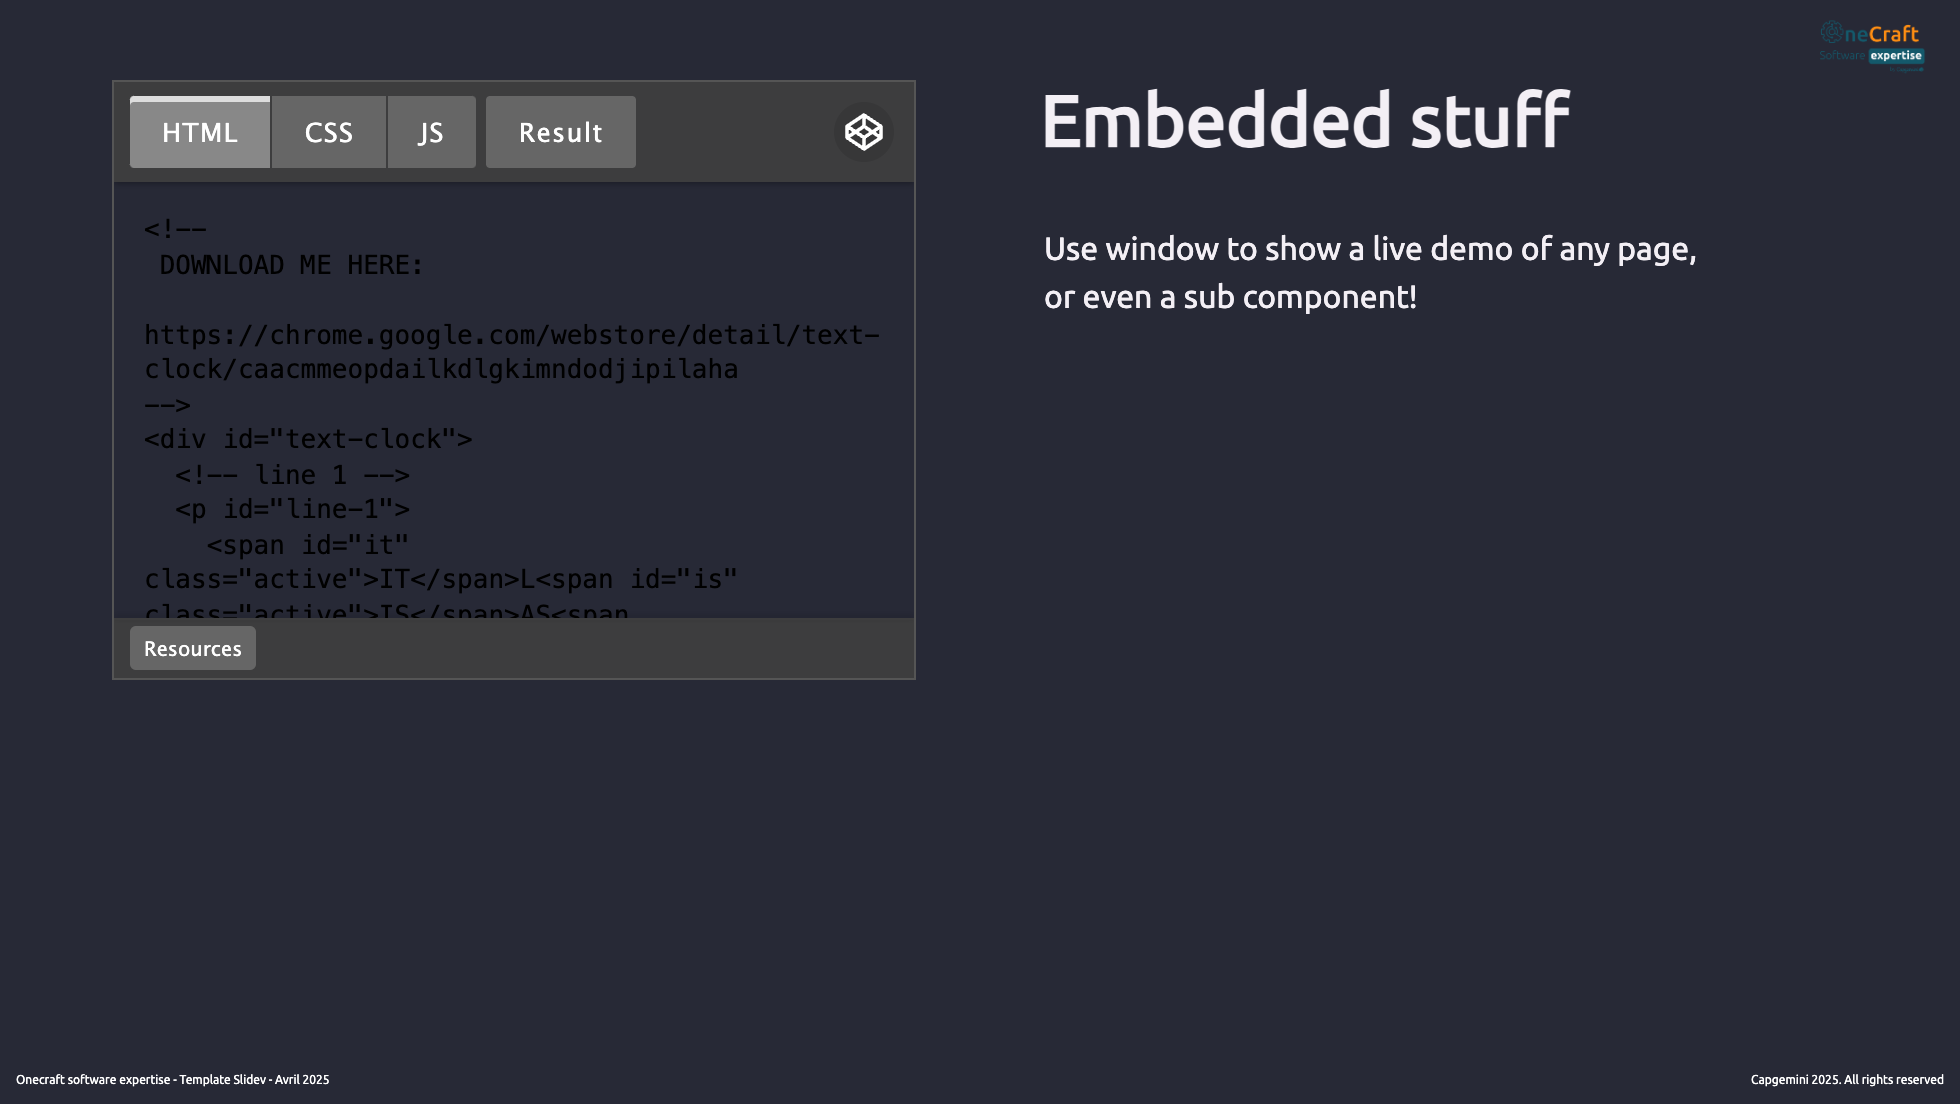 neCraft
Software expertise
HTML
CSS
JS
Result
<!--
DOWNLOAD ME HERE:
https://chrome.google.com/webstore/detail/text-
clock/caacmmeopdailkdlgkimndodjipilaha
-->
<div id="text-clock">
<!-- line 1 -->
<p id="line-1">
<span id="it"
class="active">IT</span>L<span id="is"
class="active">IS</span>AS<span
Resources
Embedded stuff
Use window to show a live demo of any page,
or even a sub component!
Onecraft software expertise - Template Slidev - Avril 2025
Capgemini 2025. All rights reserved